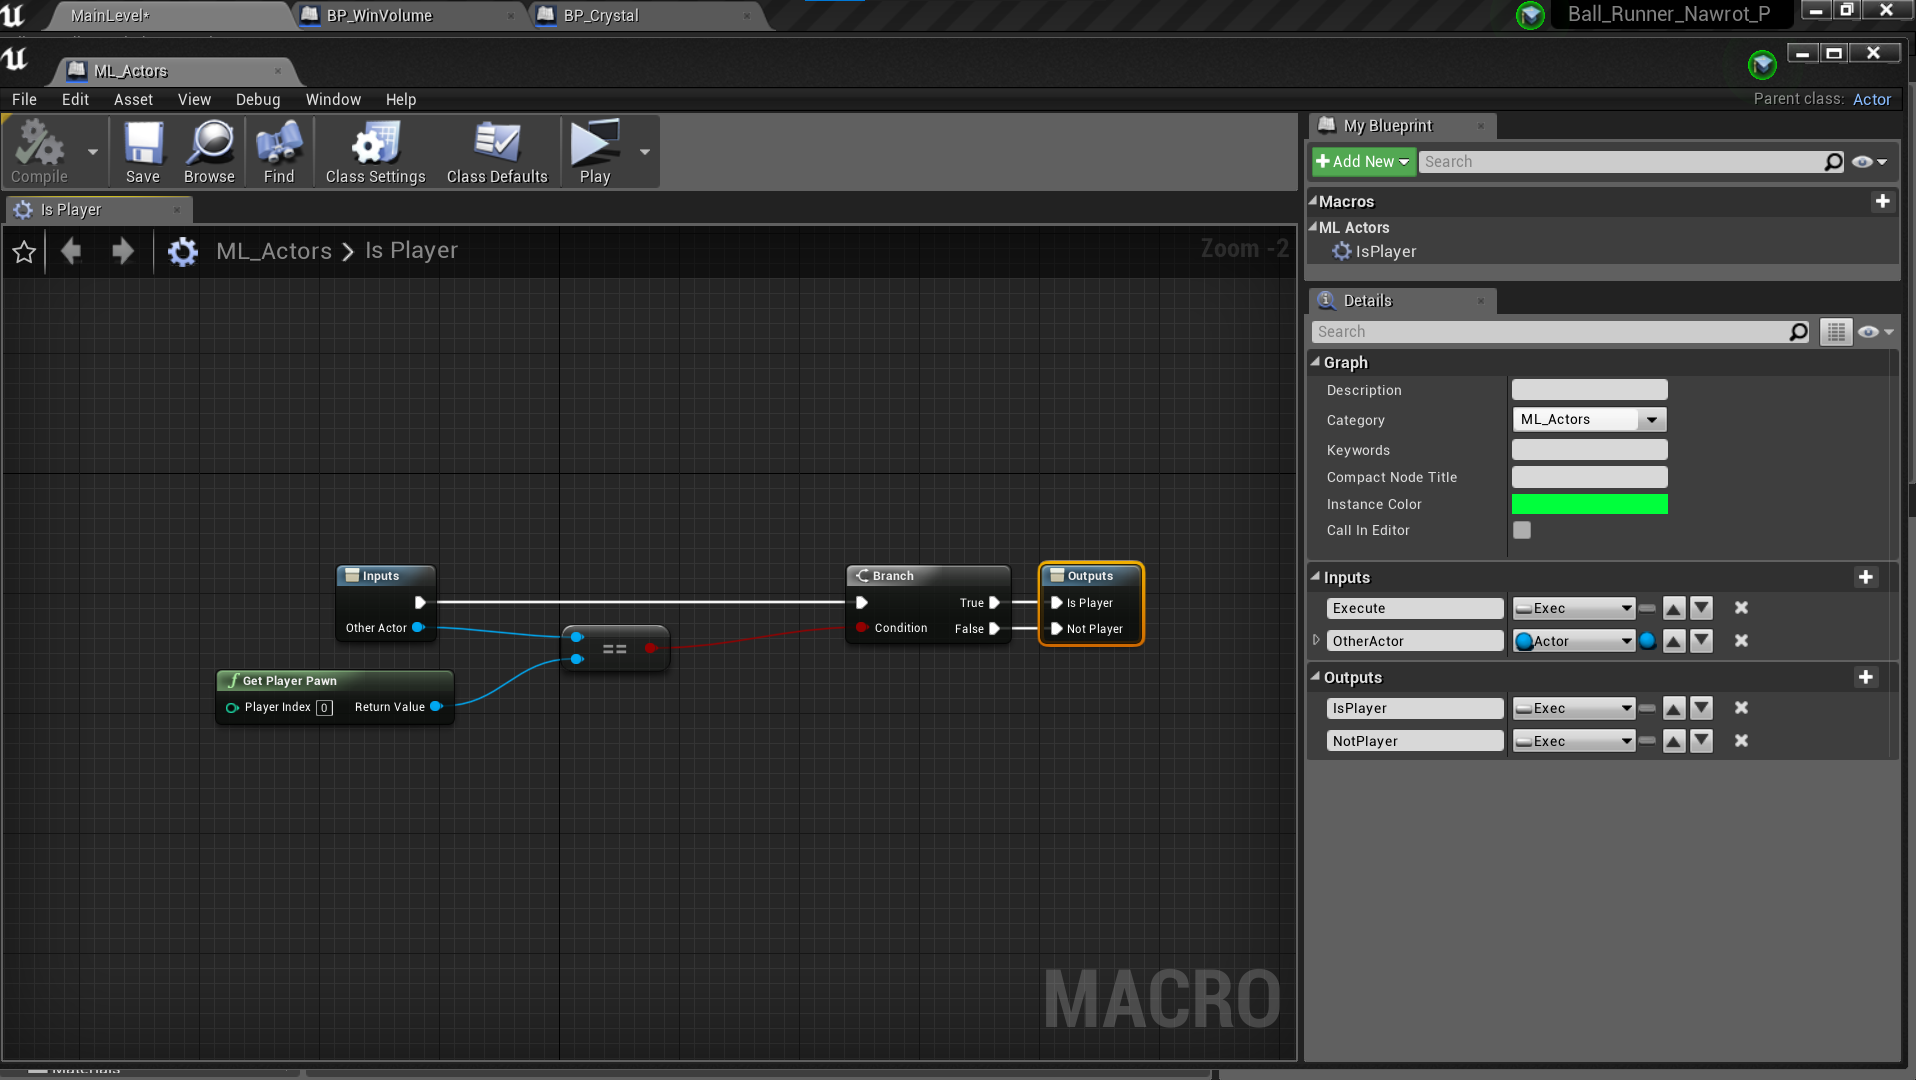 MainLevel*
BP_WinVolume
BP_Crystal
Ball_Runner_Nawrot_P
ML_Actors
File Edit Asset View Debug Window Help
Parent class: Actor
Compile
Save
Browse
Find
Class Settings
Class Defaults
Play
My Blueprint
Add New
Search
Macros
ML Actors
IsPlayer
Is Player
ML_Actors > Is Player
Zoom -2
Details
Search
Graph
Description
Category ML_Actors
Keywords
Compact Node Title
Instance Color
Call In Editor
Inputs
Execute Exec
OtherActor Actor
Outputs
IsPlayer Exec
NotPlayer Exec
Inputs
Other Actor
Get Player Pawn
Player Index 0 Return Value
==
Branch
True
Condition False
Outputs
Is Player
Not Player
MACRO
Materials